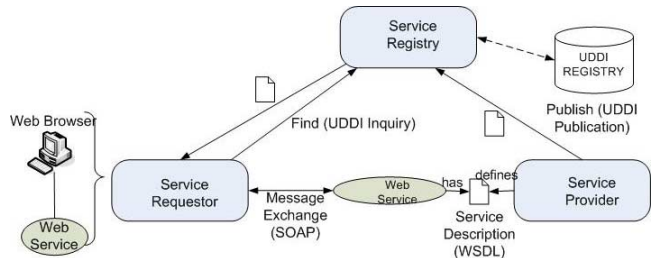 Service
Registry
UDDI
REGISTRY
Publish (UDDI
Publication)
Web Browser
Find (UDDI Inquiry)
Service
Requestor
Message
Exchange
(SOAP)
Web
Service
has
defines
Service
Description
(WSDL)
Service
Provider
Web
Service